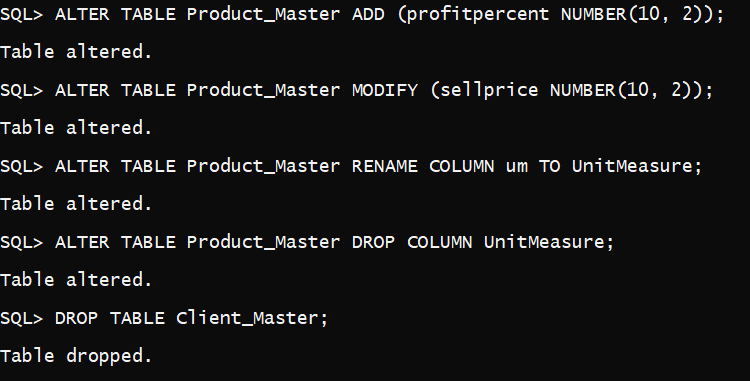 SQL> ALTER TABLE Product_Master ADD (profitpercent NUMBER(10, 2));
Table altered.
SQL> ALTER TABLE Product_Master MODIFY (sellprice NUMBER(10, 2));
Table altered.
SQL> ALTER TABLE Product_Master RENAME COLUMN um TO UnitMeasure;
Table altered.
SQL> ALTER TABLE Product_Master DROP COLUMN UnitMeasure;
Table altered.
SQL> DROP TABLE Client_Master;
Table dropped.